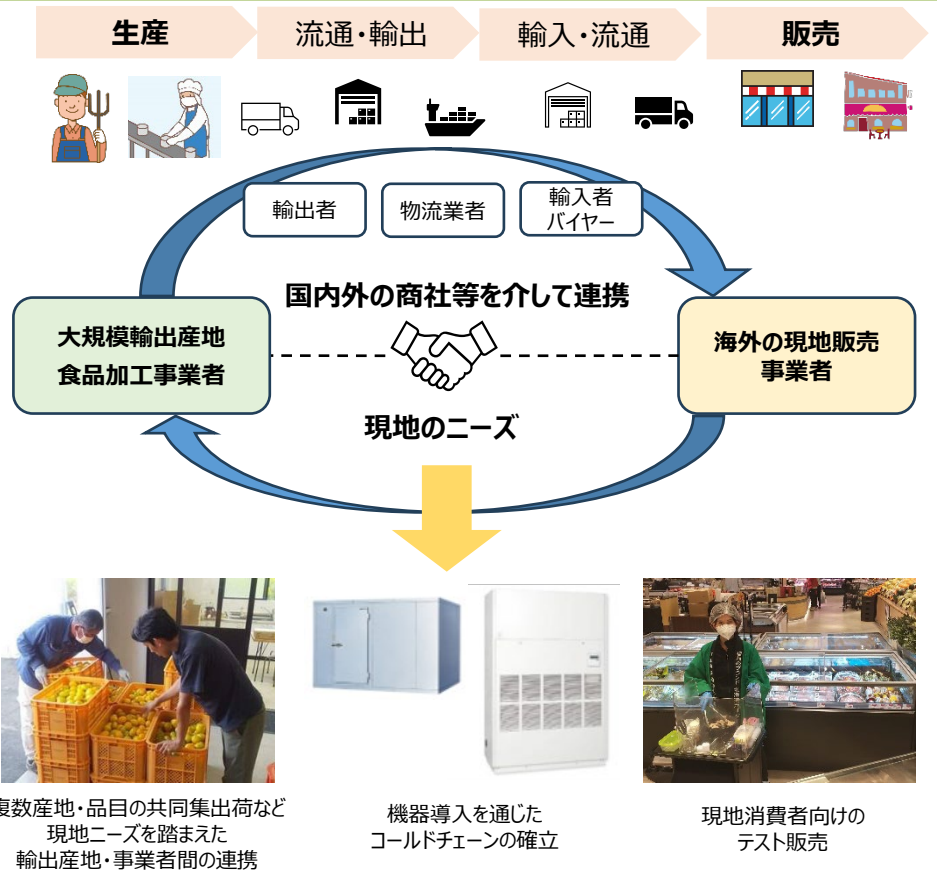 生産
流通・輸出
輸入・流通
販売
輸出者
物流業者
輸入者
バイヤー
国内外の商社等を介して連携
大規模輸出産地
食品加工事業者
海外の現地販売
事業者
現地のニーズ
複数産地・品目の共同集出荷など
現地ニーズを踏まえた
輸出産地・事業者間の連携
機器導入を通じた
コールドチェーンの確立
現地消費者向けの
テスト販売